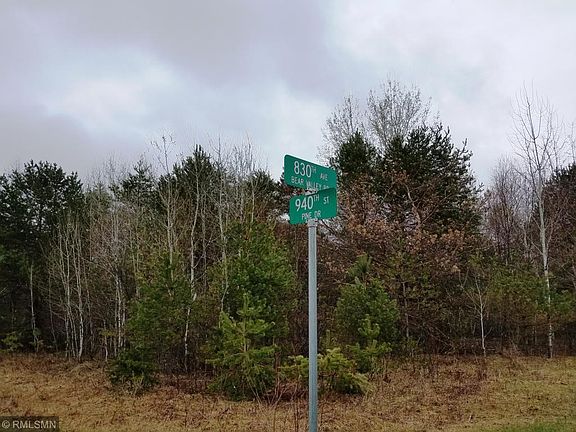 830TH AVE
BEAR VALLEY
940TH ST
PINE DR
© RMLSMN